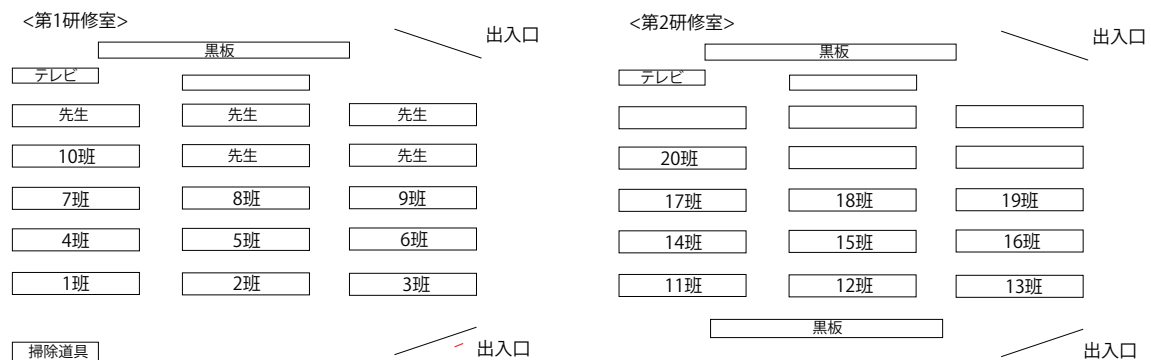 <第1研修室>
出入口
黒板
テレビ
先生 先生 先生
10班 先生 先生
7班 8班 9班
4班 5班 6班
1班 2班 3班
掃除道具
出入口
<第2研修室>
出入口
黒板
テレビ
20班
17班 18班 19班
14班 15班 16班
11班 12班 13班
黒板
出入口